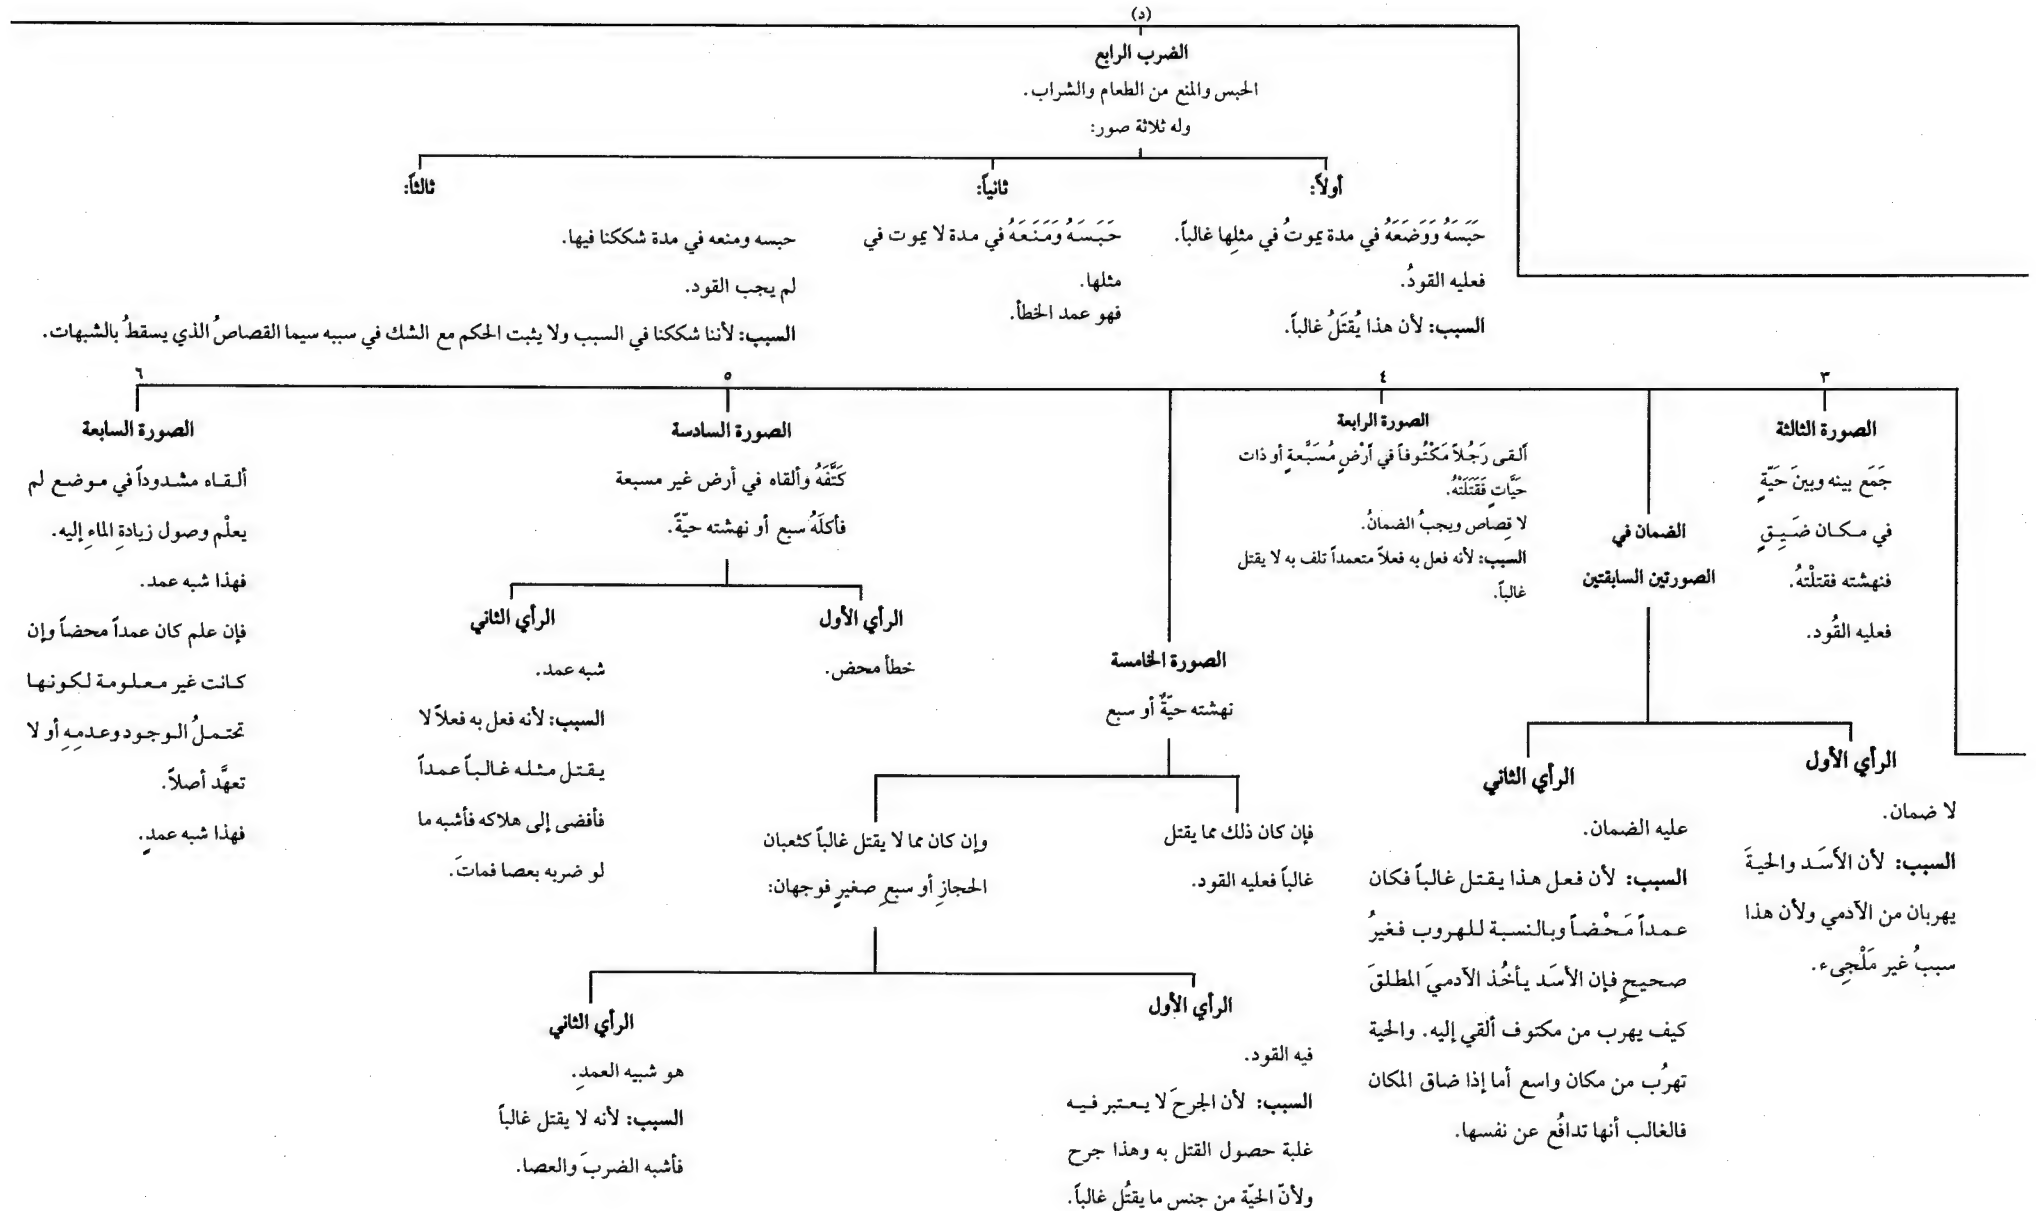 (د)
الضرب الرابع
الحبس والمنع من الطعام والشراب.
وله ثلاثة صور:
أولاً:
حَبَسَهُ وَوَضَعَهُ في مدة يموتُ في مثلِها غالباً.
فعليه القودُ.
السبب: لأن هذا يُقتَلُ غالباً.
ثانياً:
حَبَسَهُ وَمَنَعَهُ في مدة لا يموت في
مثلها.
فهو عمد الخطأ.
ثالثاً:
حبسه ومنعه في مدة شككنا فيها.
لم يجب القود.
السبب: لأننا شككنا في السبب ولا يثبت الحكم مع الشك في سببه سيما القصاصُ الذي يسقطُ بالشبهات.
٣
الصورة الثالثة
جَمَع بينه وبينَ حَيّةٍ
في مكان ضَيِقٍ
فنهشته فقتلْتهُ.
فعليه القُود.
الضمان في
الصورتين السابقتين
الرأي الأول
لا ضمان.
السبب: لأن الأسَد والحيةَ
يهربان من الآدمي ولأن هذا
سببُ غير مَلْجِىء.
الرأي الثاني
عليه الضمان.
السبب: لأن فعل هذا يقتل غالباً فكان
عمداً مَحْضاً وبالنسبة للهروب فغيرُ
صحيحٍ فإن الأسَد يأخُذ الآدميَ المطلقَ
كيف يهرب من مكتوف ألقي إليه. والحية
تهرُب من مكان واسع أما إذا ضاق المكان
فالغالب أنها تدافُع عن نفسها.
٤
الصورة الرابعة
ألقى رَجُلاً مَكْتُوفاً في أرْضٍ مُسَبَّعةٍ أو ذات
حَيَّاتٍ فَقَتَلَتْهُ.
لا قصاص ويجبُ الضمانُ.
السبب: لأنه فعل به فعلاً متعمداً تلف به لا يقتل
غالباً.
الصورة الخامسة
نهشته حيّةٌ أو سبع
فإن كان ذلك مما يقتل
غالباً فعليه القود.
وإن كان مما لا يقتل غالباً كثعبان
الحجازِ أو سبعٍ صغيرٍ فوجهان:
الرأي الأول
فيه القود.
السبب: لأن الجرحَ لا يعتبر فيه
غلبة حصول القتل به وهذا جرح
ولأنّ الحيّة من جنس ما يقتُل غالباً.
الرأي الثاني
هو شبيه العمدِ.
السبب: لأنه لا يقتل غالباً
فأشبه الضربَ والعصا.
٥
الصورة السادسة
كَتَّفَهُ وألقاه في أرض غير مسبعة
فأكلَهُ سبع أو نهشته حيّةً.
الرأي الأول
خطأ محض.
الرأي الثاني
شبه عمد.
السبب: لأنه فعل به فعلاً لا
يقتل مثله غالباً عمداً
فأفضى إلى هلاكه فأشبه ما
لو ضربه بعصا فماتَ.
٦
الصورة السابعة
ألقاه مشدوداً في موضع لم
يعلْم وصول زيادةِ الماءِ إليه.
فهذا شبه عمد.
فإن علم كان عمداً محضاً وإن
كانت غير معلومة لكونها
تحتملُ الوجود وعدمِهِ أو لا
تعهَّد أصلاً.
فهذا شبه عمدٍ.